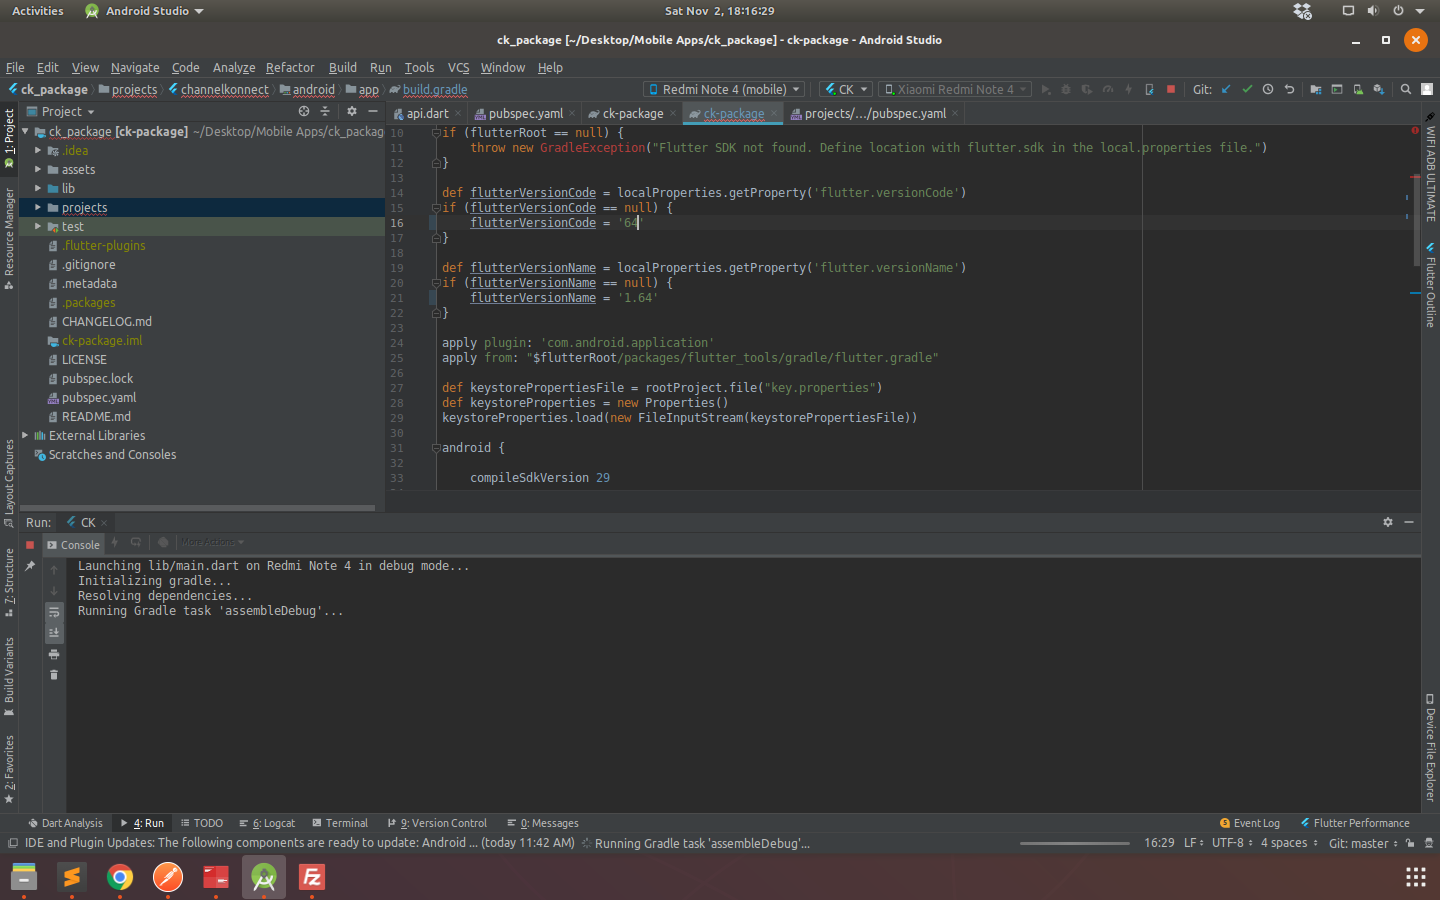 Activities
Android Studio
Sat Nov 2, 18:16:29
ck_package [~/Desktop/Mobile Apps/ck_package] - ck-package - Android Studio
File Edit View Navigate Code Analyze Refactor Build Run Tools VCS Window Help
ck_package projects channelkonnect android app build.gradle
Redmi Note 4 (mobile) CK Xiaomi Redmi Note 4 Git:
Project
api.dart pubspec.yaml ck-package ck-package projects/.../pubspec.yaml
1: Project
Resource Manager
Layout Captures
7: Structure
Build Variants
2: Favorites
ck_package [ck-package] ~/Desktop/Mobile Apps/ck_packag
.idea
assets
lib
projects
test
.flutter-plugins
.gitignore
.metadata
.packages
CHANGELOG.md
ck-package.iml
LICENSE
pubspec.lock
pubspec.yaml
README.md
External Libraries
Scratches and Consoles
10 if (flutterRoot == null) {
11 throw new GradleException("Flutter SDK not found. Define location with flutter.sdk in the local.properties file.")
12 }
13
14 def flutterVersionCode = localProperties.getProperty('flutter.versionCode')
15 if (flutterVersionCode == null) {
16 flutterVersionCode = '64'
17 }
18
19 def flutterVersionName = localProperties.getProperty('flutter.versionName')
20 if (flutterVersionName == null) {
21 flutterVersionName = '1.64'
22 }
23
24 apply plugin: 'com.android.application'
25 apply from: "$flutterRoot/packages/flutter_tools/gradle/flutter.gradle"
26
27 def keystorePropertiesFile = rootProject.file("key.properties")
28 def keystoreProperties = new Properties()
29 keystoreProperties.load(new FileInputStream(keystorePropertiesFile))
30
31 android {
32
33 compileSdkVersion 29
WIFI ADB ULTIMATE
Flutter Outline
Device File Explorer
Run: CK
Console More Actions
Launching lib/main.dart on Redmi Note 4 in debug mode...
Initializing gradle...
Resolving dependencies...
Running Gradle task 'assembleDebug'...
Dart Analysis 4: Run TODO 6: Logcat Terminal 9: Version Control 0: Messages
Event Log Flutter Performance
IDE and Plugin Updates: The following components are ready to update: Android ... (today 11:42 AM) Running Gradle task 'assembleDebug'...
16:29 LF UTF-8 4 spaces Git: master